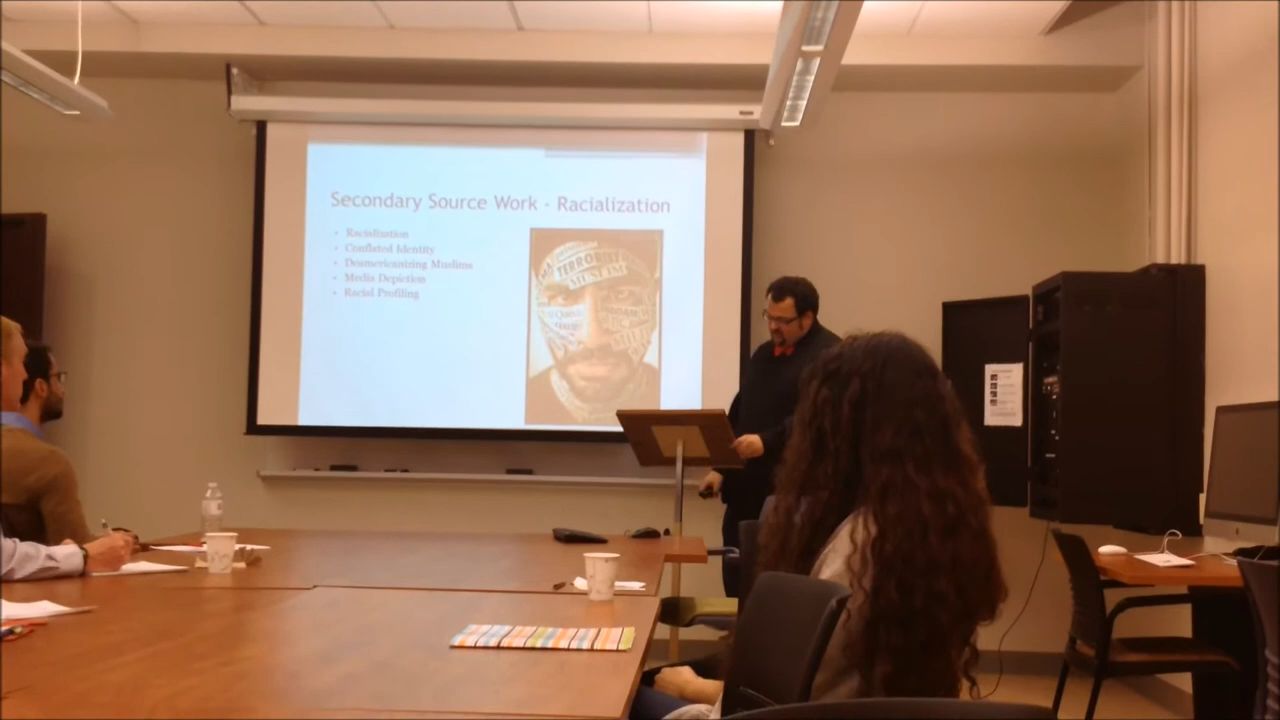 Secondary Source Work - Racialization
• Racialization
• Conflated Identity
• Deamericanizing Muslims
• Media Depiction
• Racial Profiling
TERRORIST
MUSLIM